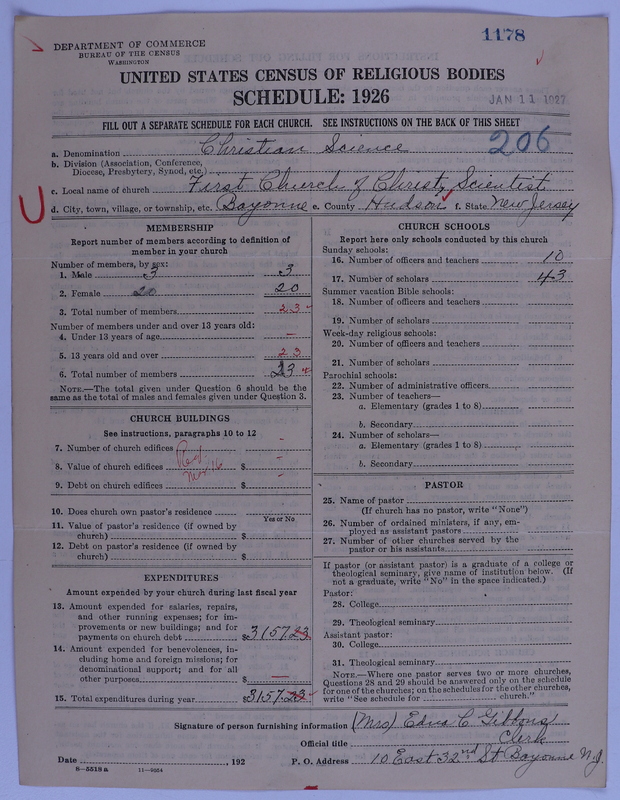 1178
DEPARTMENT OF COMMERCE
BUREAU OF THE CENSUS
WASHINGTON
UNITED STATES CENSUS OF RELIGIOUS BODIES
SCHEDULE: 1926
JAN 11 1927
FILL OUT A SEPARATE SCHEDULE FOR EACH CHURCH. SEE INSTRUCTIONS ON THE BACK OF THIS SHEET
206
a. Denomination Christian Science
b. Division (Association, Conference, Diocese, Presbytery, Synod, etc.)
c. Local name of church First Church of Christ, Scientist
d. City, town, village, or township, etc. Bayonne e. County Hudson f. State New Jersey
MEMBERSHIP
Report number of members according to definition of
member in your church
Number of members, by sex:
1. Male 3 3
2. Female 20 20
3. Total number of members 23
Number of members under and over 13 years old:
4. Under 13 years of age —
5. 13 years old and over 23
6. Total number of members 23
NOTE.—The total given under Question 6 should be the
same as the total of males and females given under Question 3.
CHURCH BUILDINGS
See instructions, paragraphs 10 to 12
7. Number of church edifices -
8. Value of church edifices $ -
9. Debt on church edifices $ -
10. Does church own pastor's residence
Yes or No
11. Value of pastor's residence (if owned by
church) $
12. Debt on pastor's residence (if owned by
church) $
EXPENDITURES
Amount expended by your church during last fiscal year
13. Amount expended for salaries, repairs,
and other running expenses; for im-
provements or new buildings; and for
payments on church debt $3157.23
14. Amount expended for benevolences, in-
cluding home and foreign missions; for
denominational support; and for all
other purposes $ —
15. Total expenditures during year $3157.23
CHURCH SCHOOLS
Report here only schools conducted by this church
Sunday schools:
16. Number of officers and teachers 10
17. Number of scholars 43
Summer vacation Bible schools:
18. Number of officers and teachers
19. Number of scholars
Week-day religious schools:
20. Number of officers and teachers
21. Number of scholars
Parochial schools:
22. Number of administrative officers
23. Number of teachers—
a. Elementary (grades 1 to 8)
b. Secondary
24. Number of scholars—
a. Elementary (grades 1 to 8)
b. Secondary
PASTOR
25. Name of pastor
(If church has no pastor, write "None")
26. Number of ordained ministers, if any, em-
ployed as assistant pastors
27. Number of other churches served by the
pastor or his assistants
If pastor (or assistant pastor) is a graduate of a college or
theological seminary, give name of institution below. (If
not a graduate, write "No" in the space indicated.)
Pastor:
28. College
29. Theological seminary
Assistant pastor:
30. College
31. Theological seminary
NOTE.—Where one pastor serves two or more churches,
Questions 28 and 29 should be answered only on the schedule
for one of the churches; on the schedules for the other churches,
write "See schedule for church."
Signature of person furnishing information (Mrs) Edna C Gibbons
Official title Clerk
Date , 192 P. O. Address 10 East 32nd St Bayonne N.J.
8-5518a 11-9554